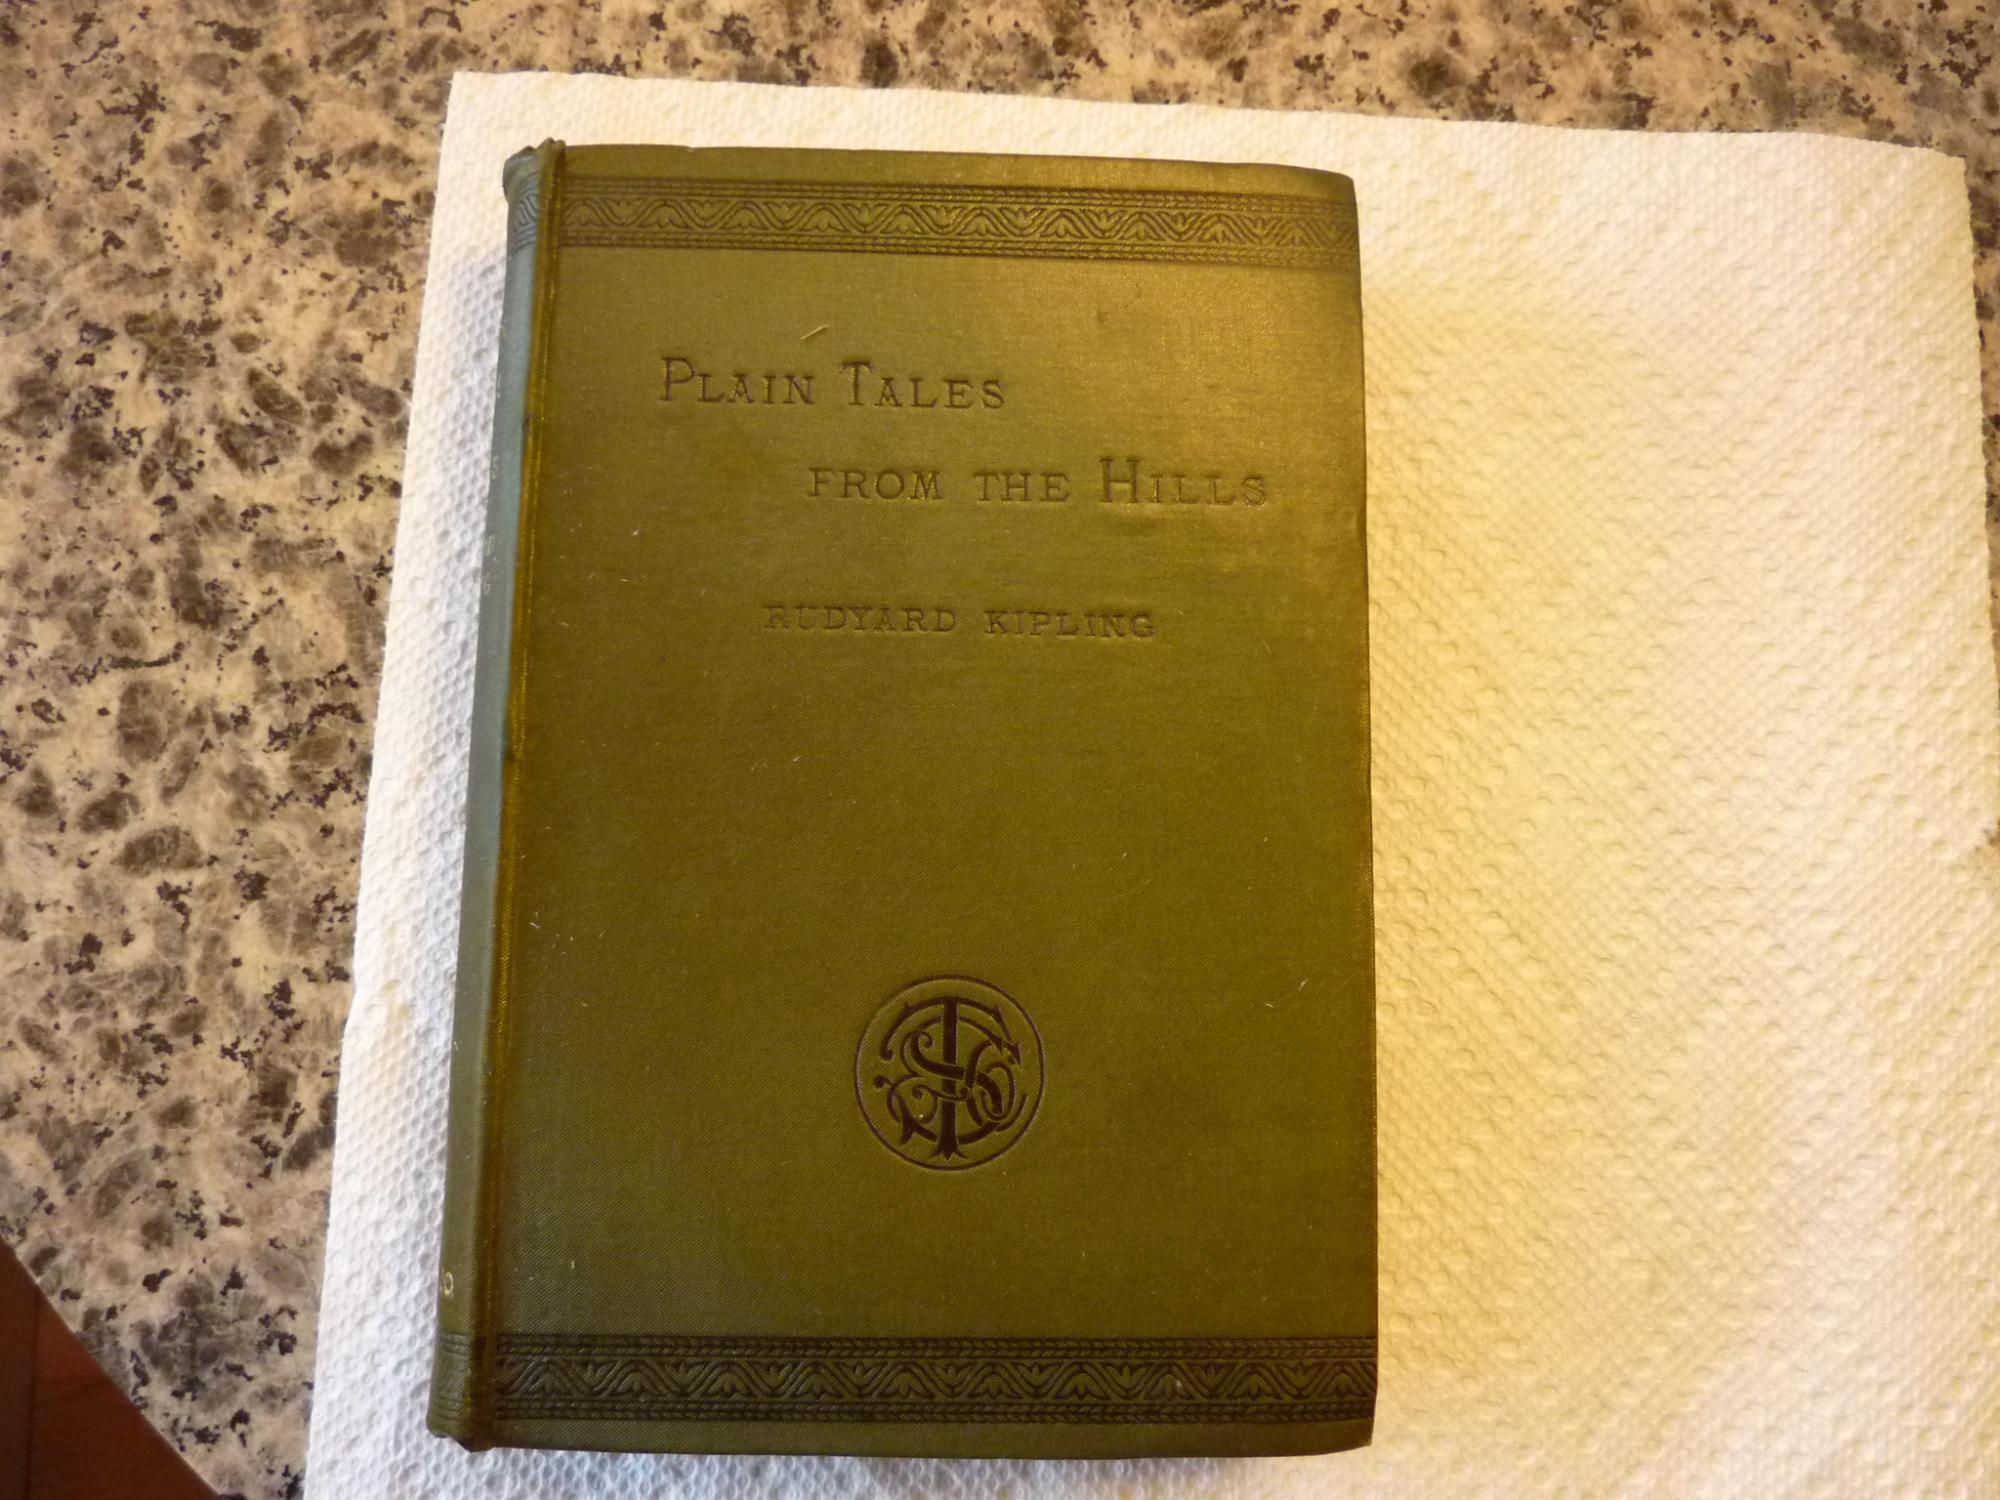 PLAIN TALES
FROM THE HILLS
RUDYARD KIPLING